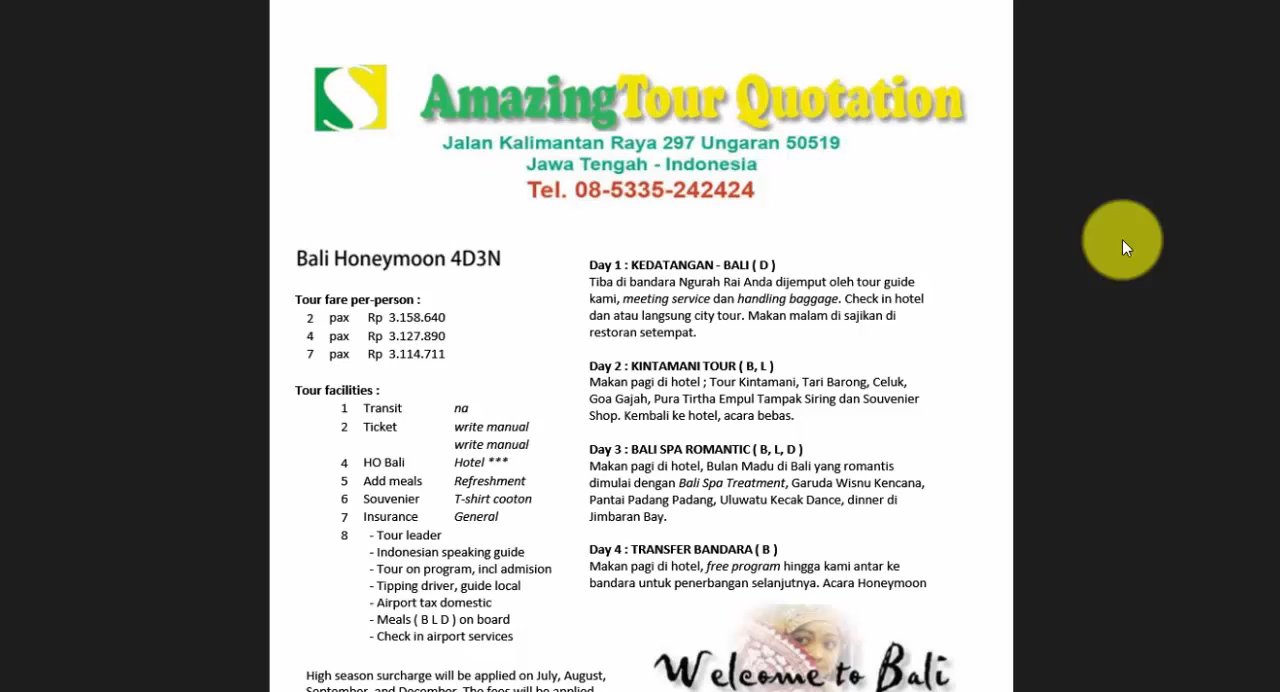 S
AmazingTour Quotation
Jalan Kalimantan Raya 297 Ungaran 50519
Jawa Tengah - Indonesia
Tel. 08-5335-242424
Bali Honeymoon 4D3N
Tour fare per-person :
2 pax Rp 3.158.640
4 pax Rp 3.127.890
7 pax Rp 3.114.711
Tour facilities :
1 Transit na
2 Ticket write manual
write manual
4 HO Bali Hotel ***
5 Add meals Refreshment
6 Souvenier T-shirt cooton
7 Insurance General
8 - Tour leader
- Indonesian speaking guide
- Tour on program, incl admision
- Tipping driver, guide local
- Airport tax domestic
- Meals ( B L D ) on board
- Check in airport services
High season surcharge will be applied on July, August,
September, and December. The fees will be applied
Day 1 : KEDATANGAN - BALI ( D )
Tiba di bandara Ngurah Rai Anda dijemput oleh tour guide
kami, meeting service dan handling baggage. Check in hotel
dan atau langsung city tour. Makan malam di sajikan di
restoran setempat.
Day 2 : KINTAMANI TOUR ( B, L )
Makan pagi di hotel ; Tour Kintamani, Tari Barong, Celuk,
Goa Gajah, Pura Tirtha Empul Tampak Siring dan Souvenier
Shop. Kembali ke hotel, acara bebas.
Day 3 : BALI SPA ROMANTIC ( B, L, D )
Makan pagi di hotel, Bulan Madu di Bali yang romantis
dimulai dengan Bali Spa Treatment, Garuda Wisnu Kencana,
Pantai Padang Padang, Uluwatu Kecak Dance, dinner di
Jimbaran Bay.
Day 4 : TRANSFER BANDARA ( B )
Makan pagi di hotel, free program hingga kami antar ke
bandara untuk penerbangan selanjutnya. Acara Honeymoon
Welcome to Bali